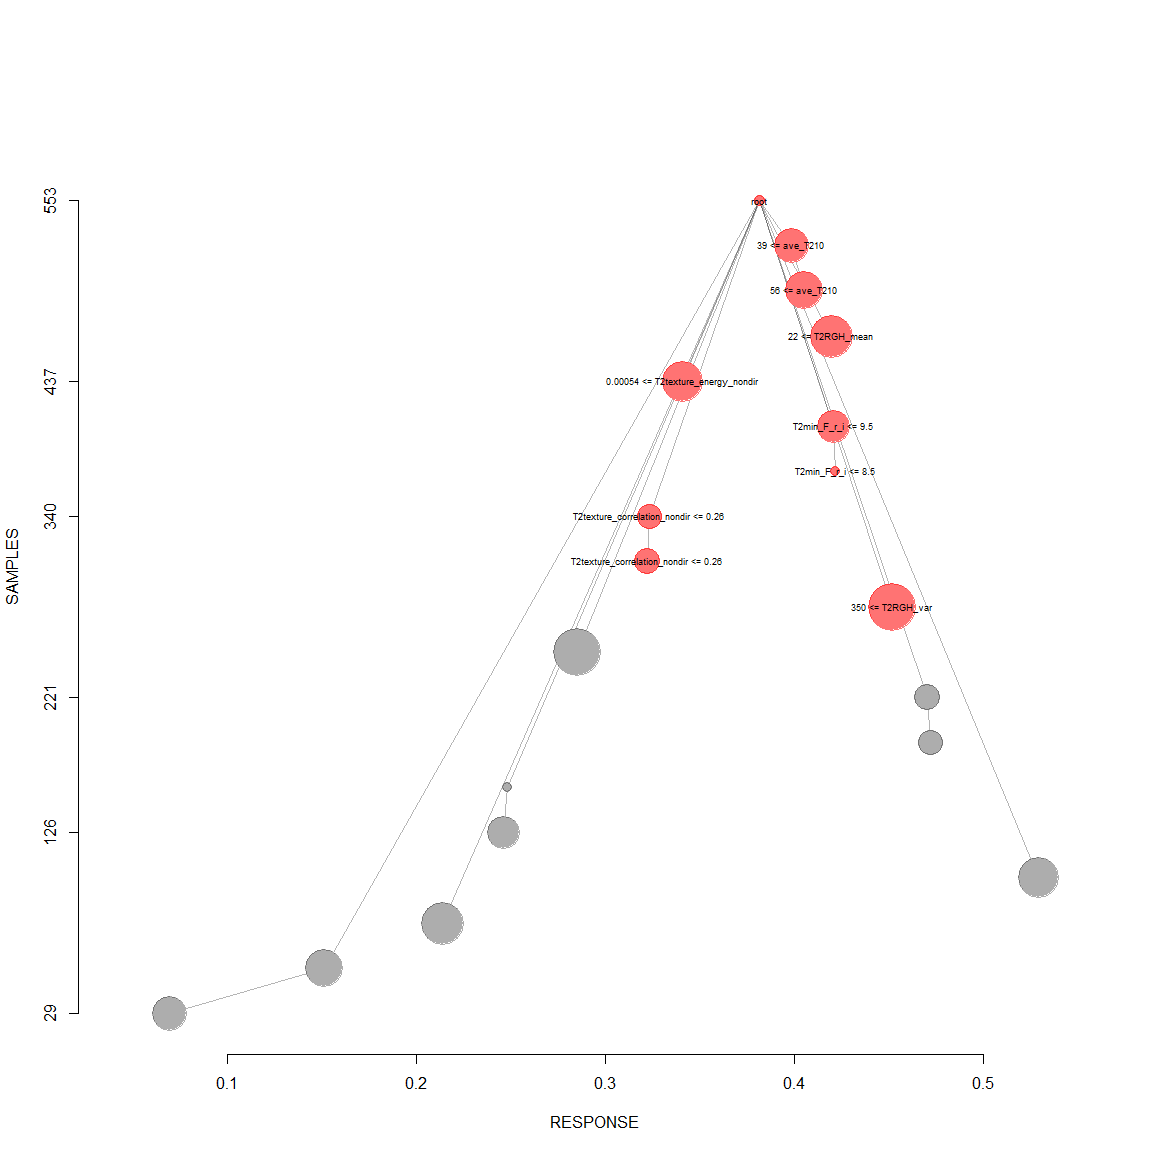 553
root
39 <= ave_T210
56 <= ave_T210
22 <= T2RGH_mean
437
0.00054 <= T2texture_energy_nondir
T2min_F_r_i <= 9.5
T2min_F_r_i <= 8.5
340
T2texture_correlation_nondir <= 0.26
T2texture_correlation_nondir <= 0.26
SAMPLES
350 <= T2RGH_var
221
126
29
0.1 0.2 0.3 0.4 0.5
RESPONSE